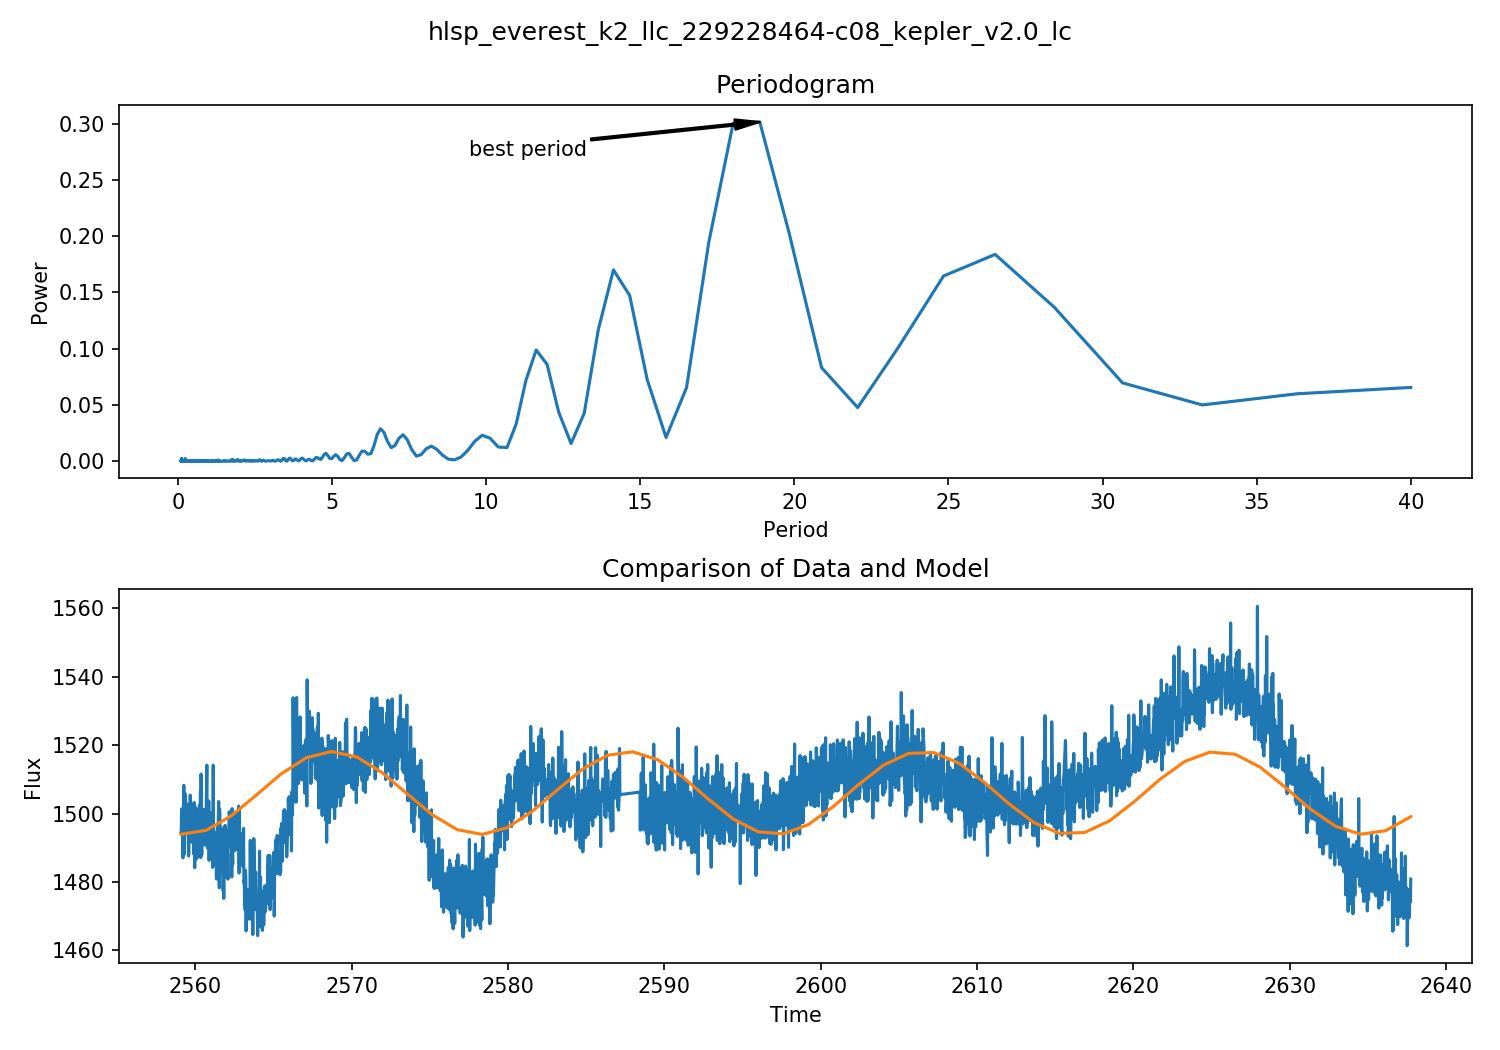 hlsp_everest_k2_llc_229228464-c08_kepler_v2.0_lc
Periodogram
0.30
0.25
0.20
0.15
0.10
0.05
0.00
Power
best period
0 5 10 15 20 25 30 35 40
Period
Comparison of Data and Model
1560
1540
1520
1500
1480
1460
Flux
2560 2570 2580 2590 2600 2610 2620 2630 2640
Time